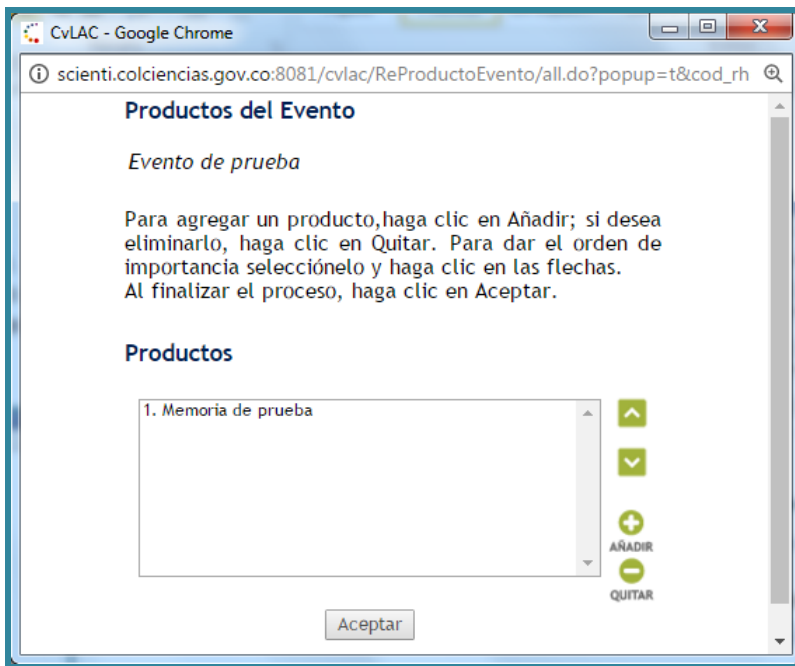 CvLAC - Google Chrome
scienti.colciencias.gov.co:8081/cvlac/ReProductoEvento/all.do?popup=t&cod_rh
Productos del Evento
Evento de prueba
Para agregar un producto,haga clic en Añadir; si desea
eliminarlo, haga clic en Quitar. Para dar el orden de
importancia selecciónelo y haga clic en las flechas.
Al finalizar el proceso, haga clic en Aceptar.
Productos
1. Memoria de prueba
AÑADIR
QUITAR
Aceptar